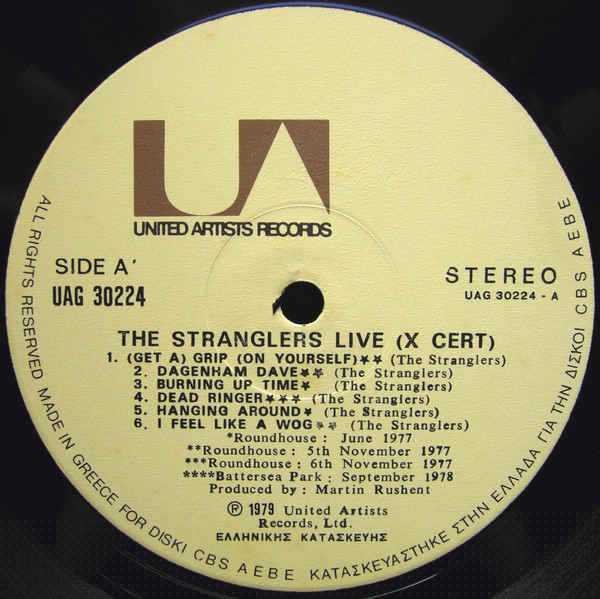 UA
UNITED ARTISTS RECORDS
SIDE A'
UAG 30224
STEREO
UAG 30224 - A
THE STRANGLERS LIVE (X CERT)
1. (GET A) GRIP (ON YOURSELF)★★ (The Stranglers)
2. DAGENHAM DAVE★★ (The Stranglers)
3. BURNING UP TIME★ (The Stranglers)
4. DEAD RINGER★★★ (The Stranglers)
5. HANGING AROUND★ (The Stranglers)
6. I FEEL LIKE A WOG★★ (The Stranglers)
*Roundhouse: June 1977
**Roundhouse: 5th November 1977
***Roundhouse: 6th November 1977
****Battersea Park: September 1978
Produced by: Martin Rushent
℗ 1979 United Artists
Records, Ltd.
ΕΛΛΗΝΙΚΗΣ ΚΑΤΑΣΚΕΥΗΣ
ALL RIGHTS RESERVED MADE IN GREECE FOR DISKI CBS AEBE ΚΑΤΑΣΚΕΥΑΣΤΗΚΕ ΣΤΗΝ ΕΛΛΑΔΑ ΓΙΑ ΤΗΝ ΔΙΣΚΟΙ CBS AEBE